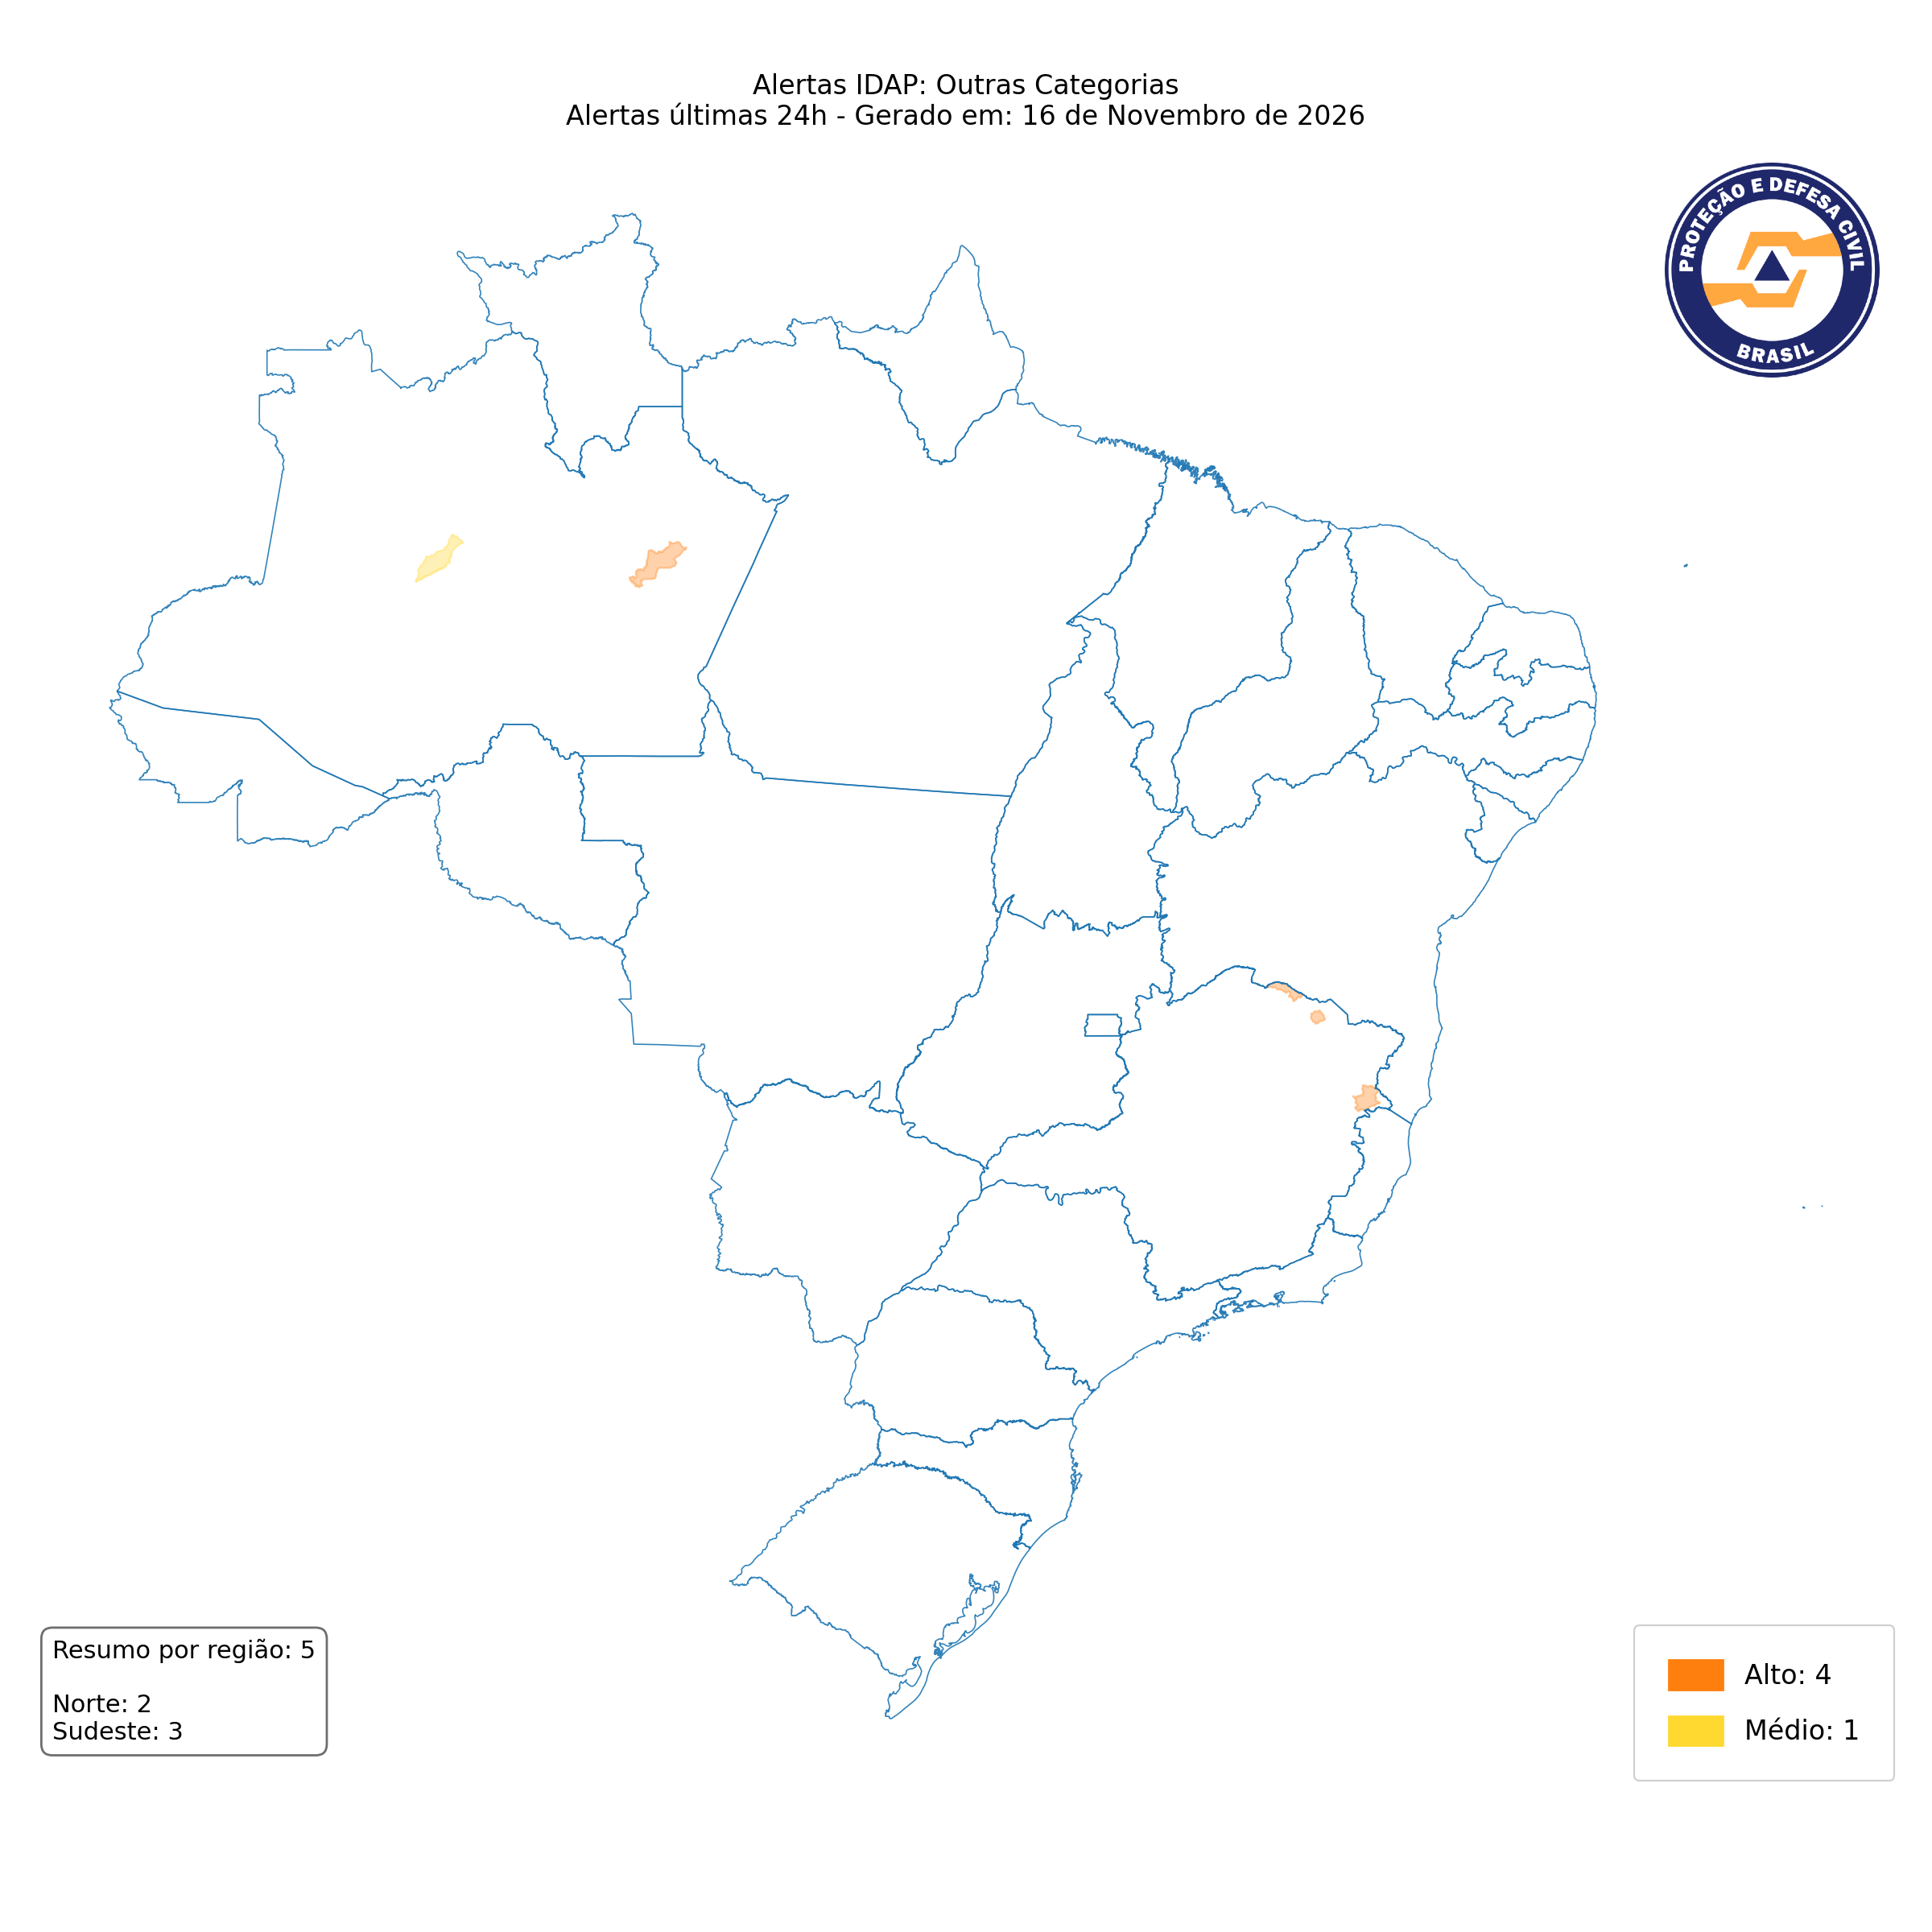 Alertas IDAP: Outras Categorias
Alertas últimas 24h - Gerado em: 16 de Novembro de 2026
PROTEÇÃO E DEFESA CIVIL
BRASIL
Resumo por região: 5
Norte: 2
Sudeste: 3
Alto: 4
Médio: 1